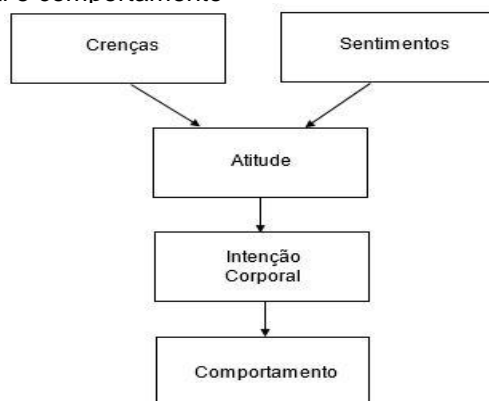 e comportamento
Crenças
Sentimentos
Atitude
Intenção
Corporal
Comportamento